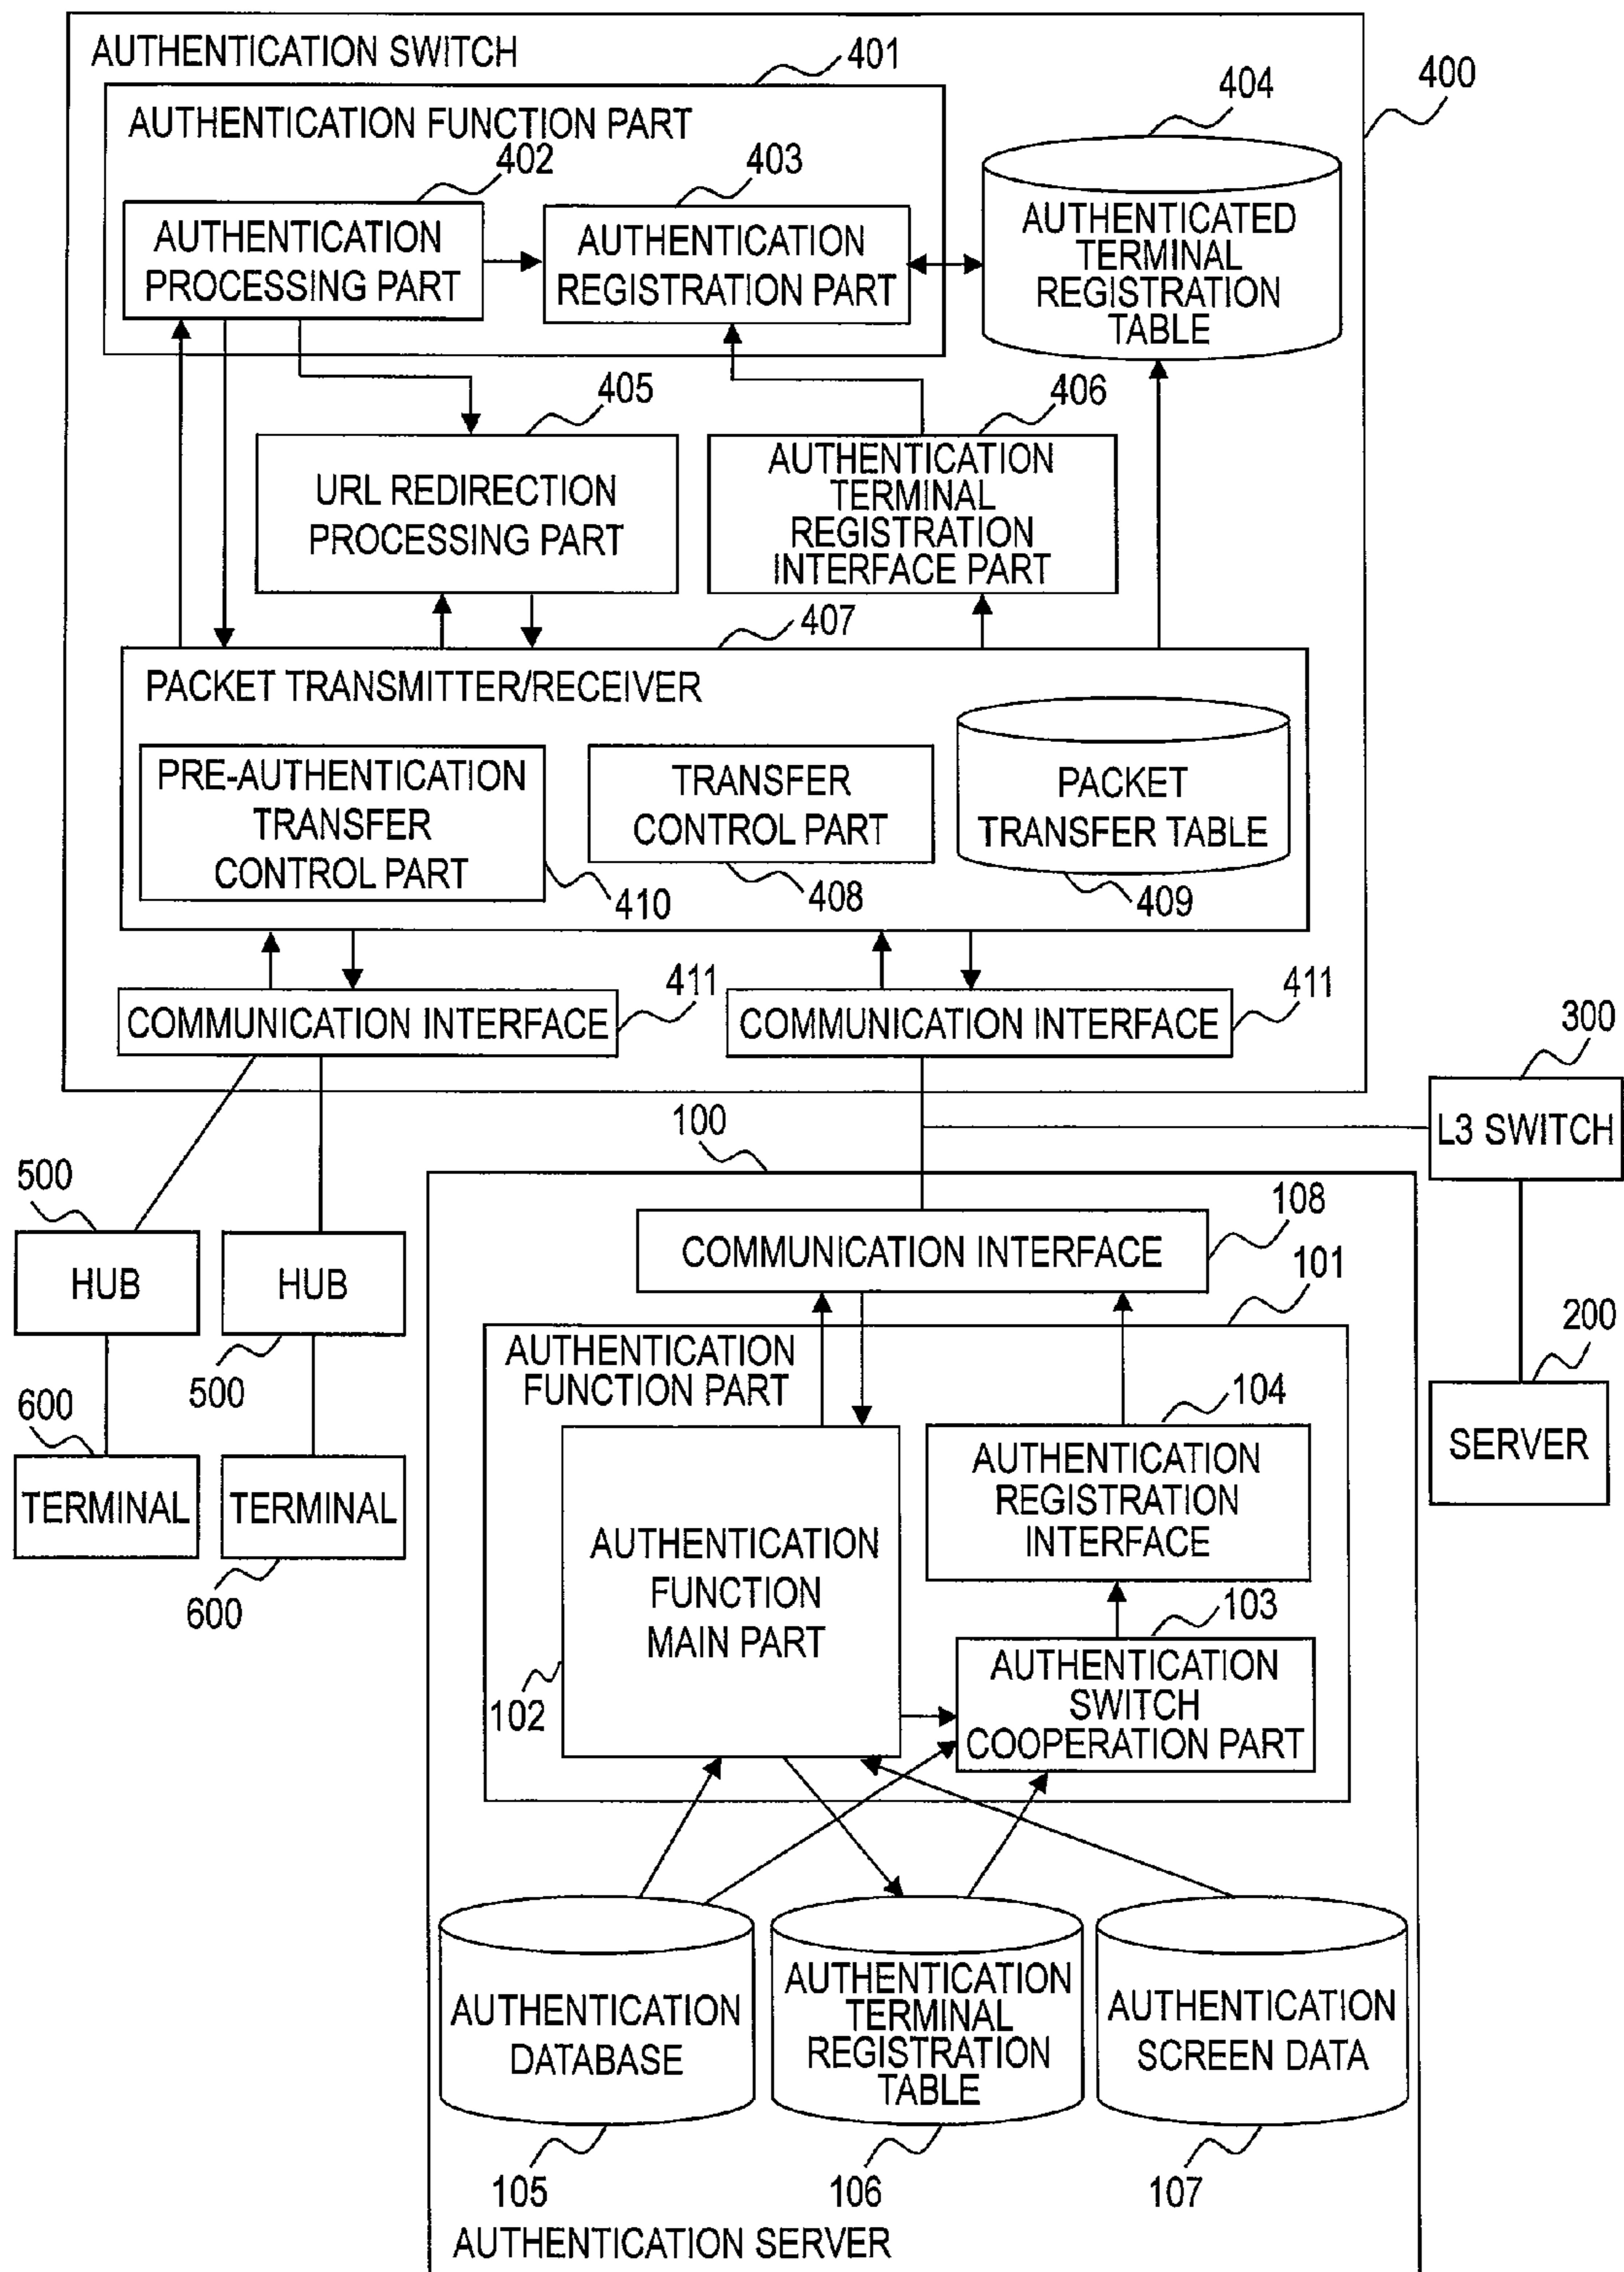 AUTHENTICATION SWITCH
401
400
AUTHENTICATION FUNCTION PART
404
402
403
AUTHENTICATION
PROCESSING PART
AUTHENTICATION
REGISTRATION PART
AUTHENTICATED
TERMINAL
REGISTRATION
TABLE
405
406
URL REDIRECTION
PROCESSING PART
AUTHENTICATION
TERMINAL
REGISTRATION
INTERFACE PART
407
PACKET TRANSMITTER/RECEIVER
PRE-AUTHENTICATION
TRANSFER
CONTROL PART
TRANSFER
CONTROL PART
PACKET
TRANSFER TABLE
410
408
409
COMMUNICATION INTERFACE
411
COMMUNICATION INTERFACE
411
300
L3 SWITCH
100
500
HUB
HUB
500
108
COMMUNICATION INTERFACE
101
200
SERVER
AUTHENTICATION
FUNCTION PART
600
TERMINAL
TERMINAL
600
104
AUTHENTICATION
REGISTRATION
INTERFACE
AUTHENTICATION
FUNCTION
MAIN PART
102
103
AUTHENTICATION
SWITCH
COOPERATION PART
AUTHENTICATION
DATABASE
AUTHENTICATION
TERMINAL
REGISTRATION
TABLE
AUTHENTICATION
SCREEN DATA
105
106
107
AUTHENTICATION SERVER